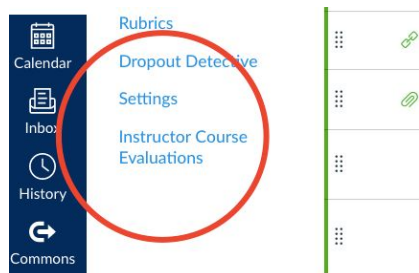 Calendar
Inbox
History
Commons
Rubrics
Dropout Detective
Settings
Instructor Course
Evaluations